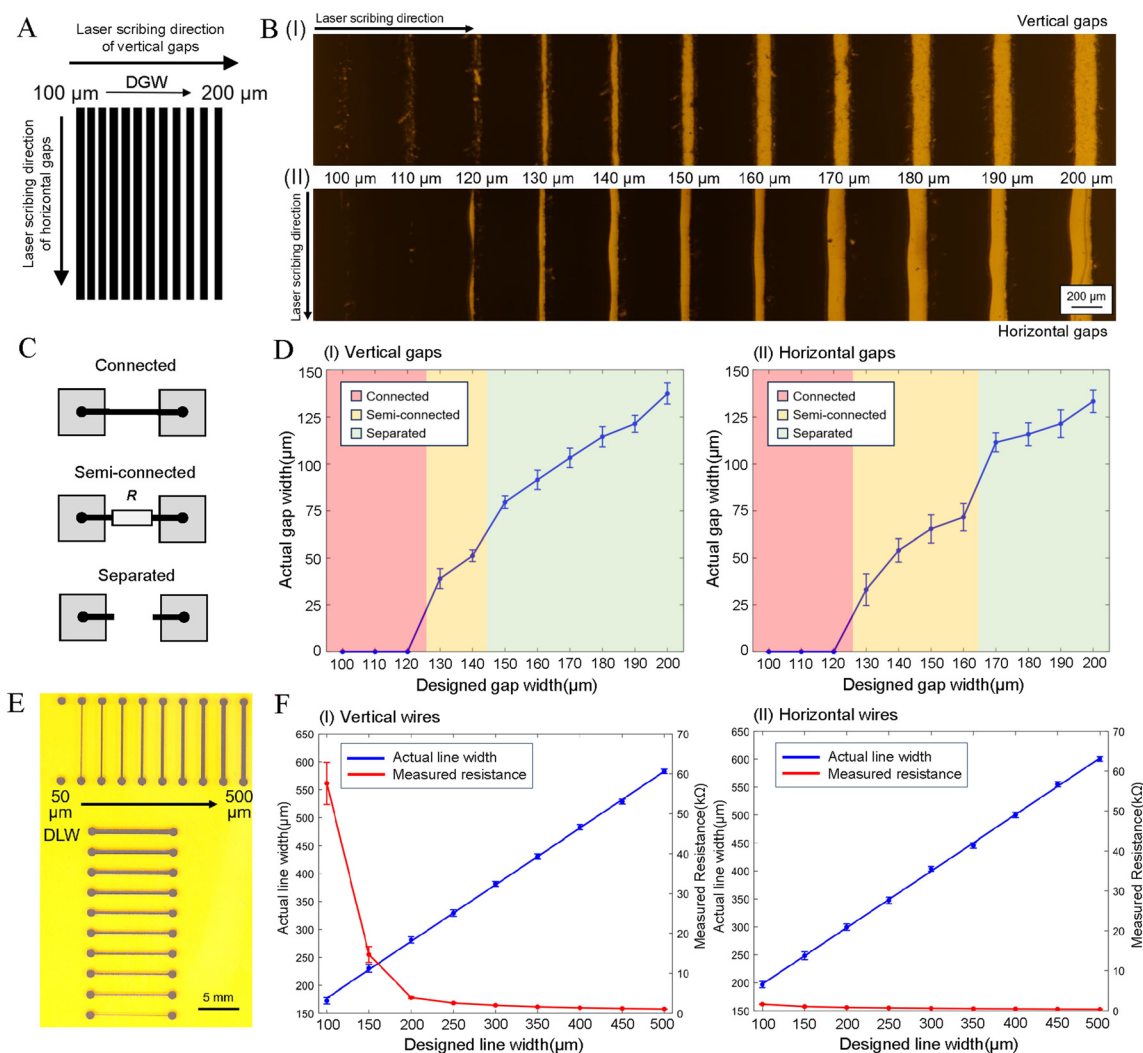 A
Laser scribing direction
of vertical gaps
DGW
100 μm
200 μm
Laser scribing direction
of horizontal gaps
B
(I)
Laser scribing direction
Vertical gaps
(II)
100 μm 110 μm 120 μm 130 μm 140 μm 150 μm 160 μm 170 μm 180 μm 190 μm 200 μm
Laser scribing direction
200 μm
Horizontal gaps
C
Connected
Semi-connected
R
Separated
D
(I) Vertical gaps
Connected
Semi-connected
Separated
Actual gap width(μm)
150
125
100
75
50
25
0
100 110 120 130 140 150 160 170 180 190 200
Designed gap width(μm)
(II) Horizontal gaps
Connected
Semi-connected
Separated
Actual gap width(μm)
150
125
100
75
50
25
0
100 110 120 130 140 150 160 170 180 190 200
Designed gap width(μm)
E
50
μm
500
μm
DLW
5 mm
F
(I) Vertical wires
Actual line width
Measured resistance
Actual line width(μm)
650
600
550
500
450
400
350
300
250
200
150
70
60
50
40
30
20
10
0
Measured Resistance(kΩ)
100 150 200 250 300 350 400 450 500
Designed line width(μm)
(II) Horizontal wires
Actual line width
Measured resistance
Actual line width(μm)
650
600
550
500
450
400
350
300
250
200
150
70
60
50
40
30
20
10
0
Measured Resistance(kΩ)
100 150 200 250 300 350 400 450 500
Designed line width(μm)